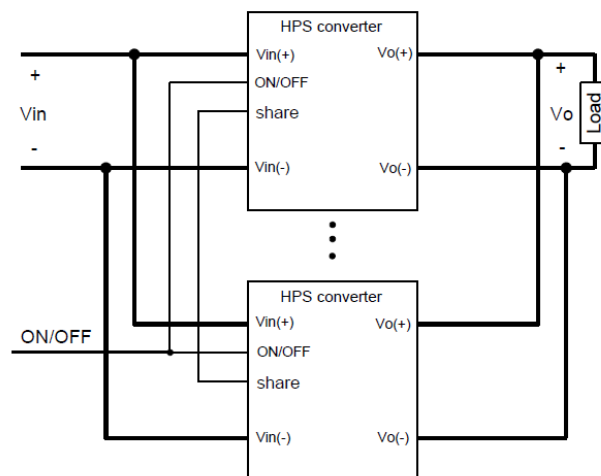 HPS converter
+
Vin
-
Vin(+)
ON/OFF
share
Vin(-)
Vo(+)
Vo(-)
+
Vo
-
Load
HPS converter
ON/OFF
Vin(+)
ON/OFF
share
Vin(-)
Vo(+)
Vo(-)